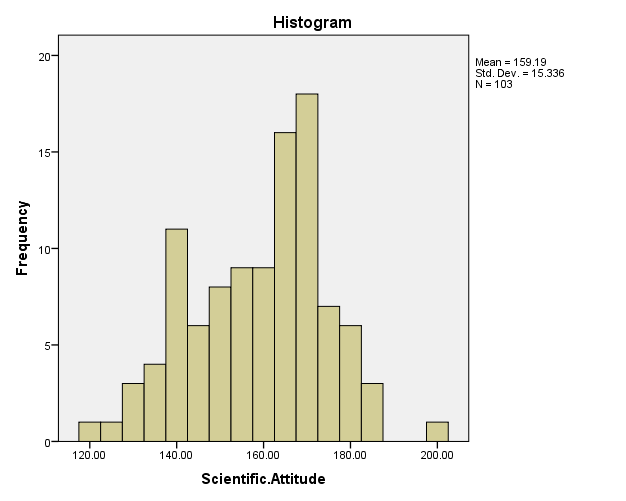 Histogram
Mean = 159.19
Std. Dev. = 15.336
N = 103
20
15
10
5
0
Frequency
120.00 140.00 160.00 180.00 200.00
Scientific.Attitude